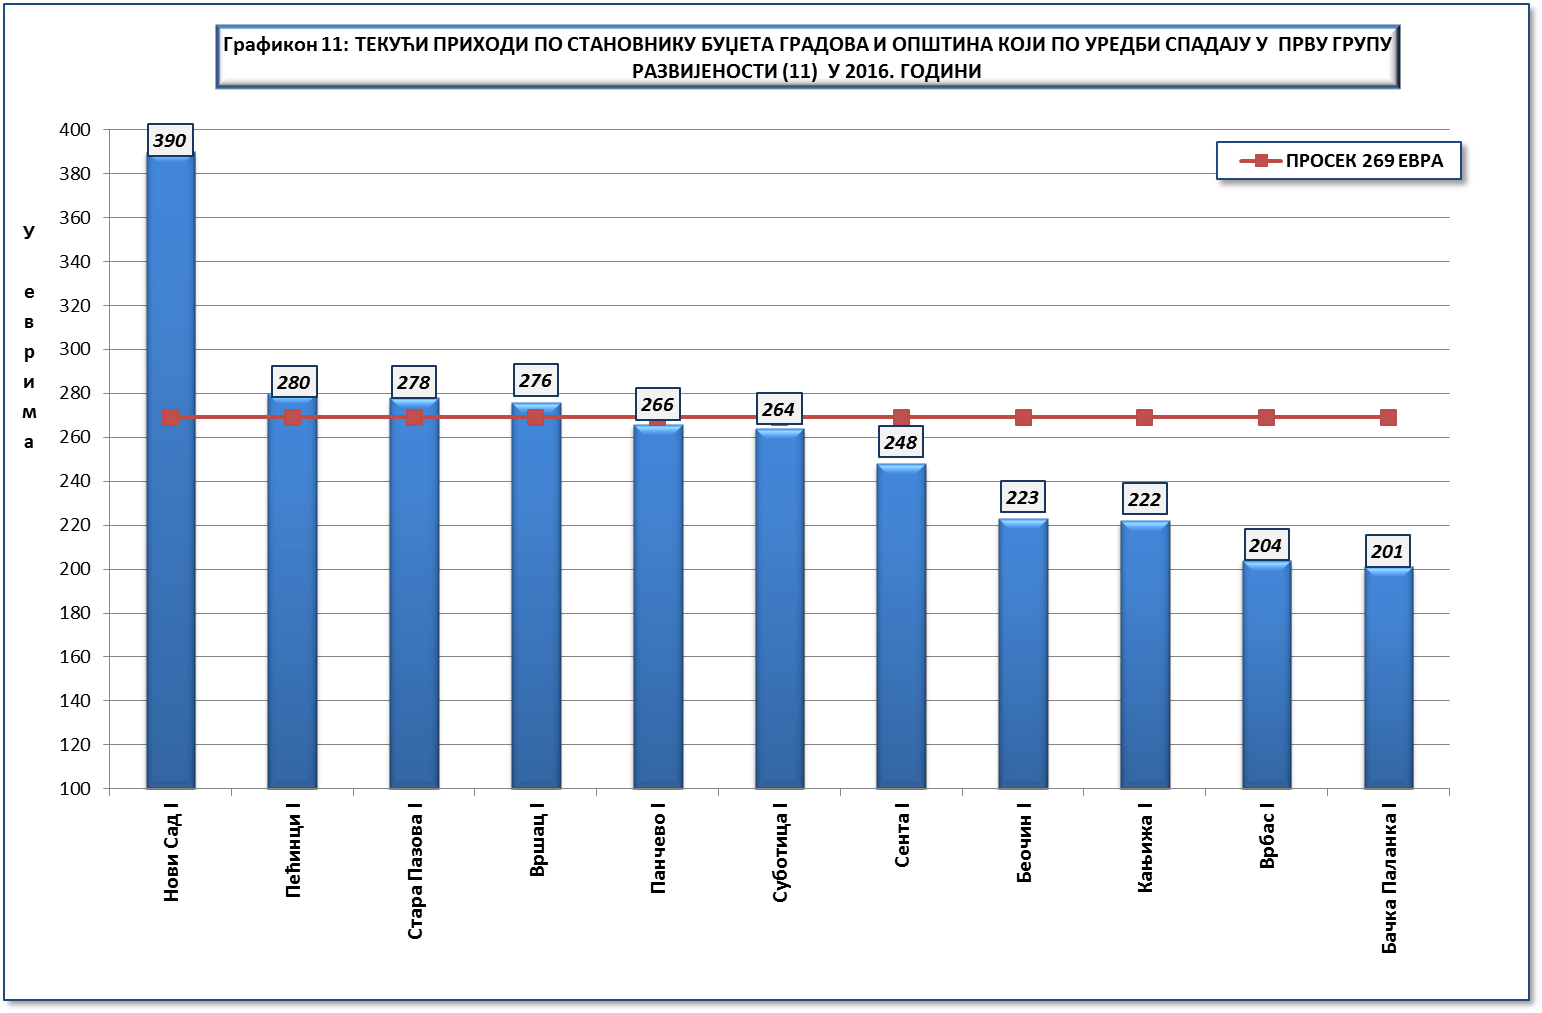 Графикон 11: ТЕКУЋИ ПРИХОДИ ПО СТАНОВНИКУ БУЏЕТА ГРАДОВА И ОПШТИНА КОЈИ ПО УРЕДБИ СПАДАЈУ У ПРВУ ГРУПУ
РАЗВИЈЕНОСТИ (11) У 2016. ГОДИНИ
ПРОСЕК 269 ЕВРА
У еврима
400
380
360
340
320
300
280
260
240
220
200
180
160
140
120
100
390
280
278
276
266
264
248
223
222
204
201
Нови Сад I
Пећинци I
Стара Пазова I
Вршац I
Панчево I
Суботица I
Сента I
Беочин I
Кањижа I
Врбас I
Бачка Паланка I